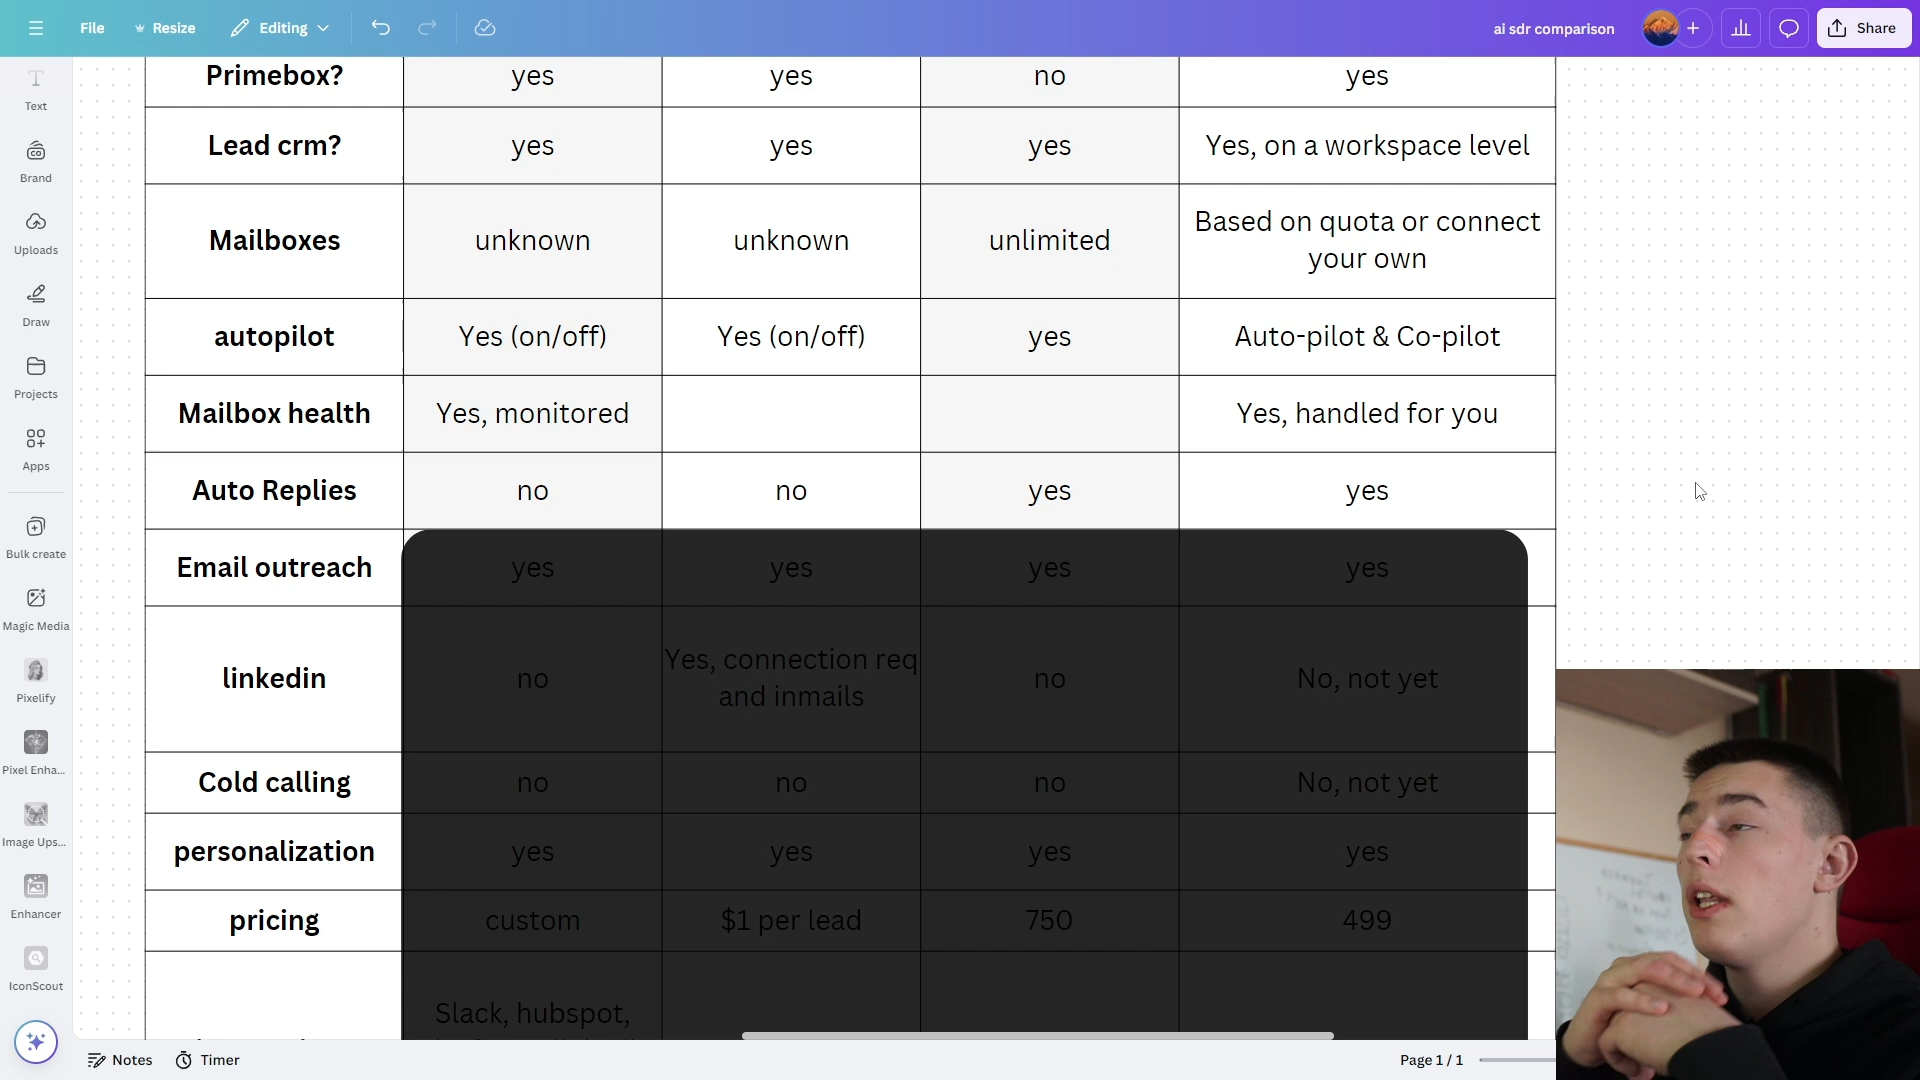 File
Resize
Editing
ai sdr comparison
Share
Text
Brand
Uploads
Draw
Projects
Apps
Bulk create
Magic Media
Pixelify
Pixel Enha...
Image Ups...
Enhancer
IconScout
Primebox? yes yes no yes
Lead crm? yes yes yes Yes, on a workspace level
Mailboxes unknown unknown unlimited Based on quota or connect
your own
autopilot Yes (on/off) Yes (on/off) yes Auto-pilot & Co-pilot
Mailbox health Yes, monitored Yes, handled for you
Auto Replies no no yes yes
Email outreach yes yes yes yes
linkedin no Yes, connection req
and inmails no No, not yet
Cold calling no no no No, not yet
personalization yes yes yes yes
pricing custom $1 per lead 750 499
Slack, hubspot,
Notes
Timer
Page 1 / 1